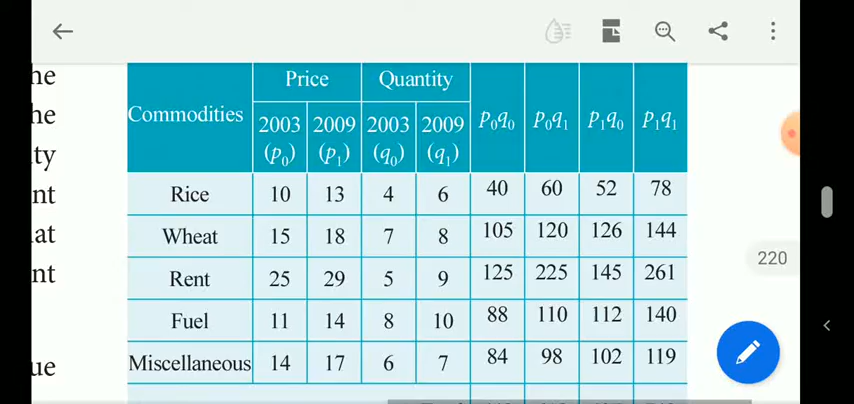 he
he
ty
nt
at
nt
ue
Commodities Price Quantity p₀q₀ p₀q₁ p₁q₀ p₁q₁
2003 (p₀) 2009 (p₁) 2003 (q₀) 2009 (q₁)
Rice 10 13 4 6 40 60 52 78
Wheat 15 18 7 8 105 120 126 144
Rent 25 29 5 9 125 225 145 261
Fuel 11 14 8 10 88 110 112 140
Miscellaneous 14 17 6 7 84 98 102 119
220